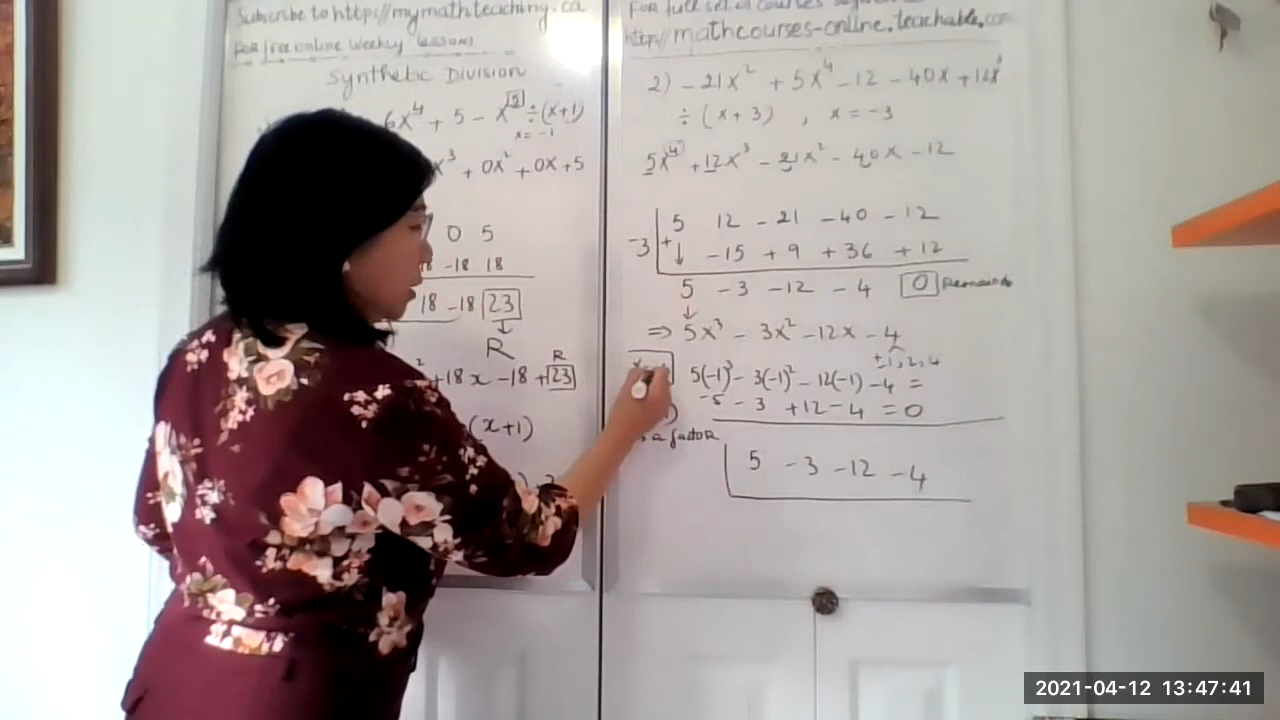 Subscribe to https://mymathteaching.ca
FOR free online weekly lessons
Synthetic Division
6x⁴ + 5 - x⁵ ÷ (x+1)
x = -1
x³ + 0x² + 0x + 5
0 5
-18 18
18 -18 23
R
R
² + 18x - 18 + 23
(x+1)
FOR full set of courses
http://mathcourses-online.teachable.com
2) - 21x² + 5x⁴ - 12 - 40x + 12x³
÷ (x + 3) , x = -3
5x⁴ + 12x³ - 21x² - 40x - 12
5 12 - 21 - 40 - 12
-3 + ↓ - 15 + 9 + 36 + 12
5 - 3 - 12 - 4 0 Remainder
↓
⇒ 5x³ - 3x² - 12x - 4
±1, 2, 4
5(-1)³ - 3(-1)² - 12(-1) - 4 =
-5 - 3 + 12 - 4 = 0
a factor
5 - 3 - 12 - 4
2021-04-12 13:47:41